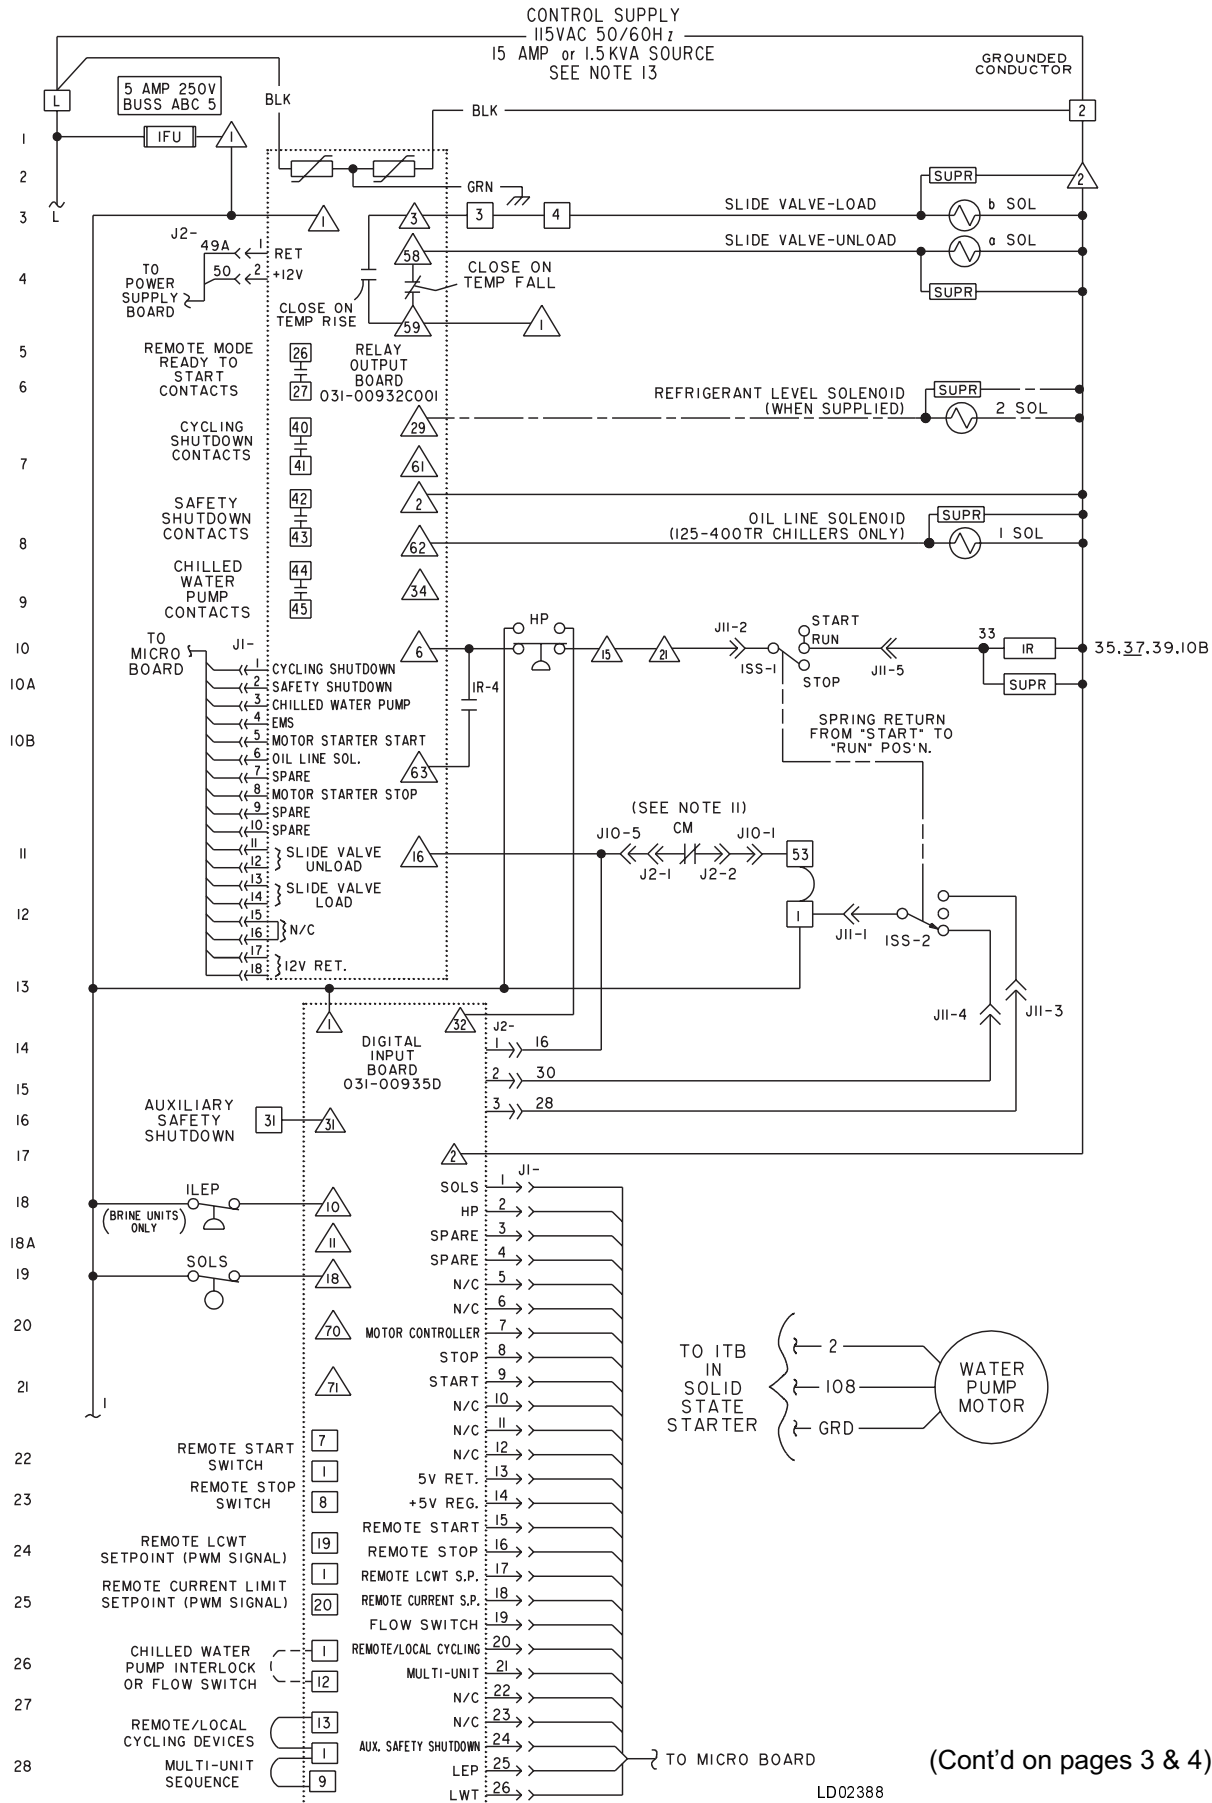 CONTROL SUPPLY
115VAC 50/60Hz
15 AMP or 1.5KVA SOURCE
SEE NOTE 13
GROUNDED
CONDUCTOR
L
5 AMP 250V
BUSS ABC 5
BLK
BLK
2
1
1FU
1
2
SUPR
2
GRN
3
L
1
3
3
4
SLIDE VALVE-LOAD
b SOL
J2-
49A
1
RET
58
SLIDE VALVE-UNLOAD
a SOL
4
TO
POWER
SUPPLY
BOARD
50
2
+12V
CLOSE ON
TEMP FALL
SUPR
CLOSE ON
TEMP RISE
59
1
5
REMOTE MODE
READY TO
START
CONTACTS
26
27
RELAY
OUTPUT
BOARD
031-00932C001
6
REFRIGERANT LEVEL SOLENOID
(WHEN SUPPLIED)
SUPR
2 SOL
29
CYCLING
SHUTDOWN
CONTACTS
40
41
7
61
SAFETY
SHUTDOWN
CONTACTS
42
43
2
8
62
OIL LINE SOLENOID
(125-400TR CHILLERS ONLY)
SUPR
1 SOL
CHILLED
WATER
PUMP
CONTACTS
44
45
34
9
HP
10
TO
MICRO
BOARD
J1-
6
15
21
J11-2
ISS-1
START
RUN
STOP
J11-5
33
1R
35,37,39,10B
SUPR
1 CYCLING SHUTDOWN
10A
2 SAFETY SHUTDOWN
1R-4
3 CHILLED WATER PUMP
4 EMS
10B
5 MOTOR STARTER START
SPRING RETURN
FROM "START" TO
"RUN" POS'N.
6 OIL LINE SOL.
7 SPARE
63
8 MOTOR STARTER STOP
9 SPARE
10 SPARE
(SEE NOTE 11)
J10-5
CM
J10-1
11
11
12
SLIDE VALVE
UNLOAD
16
J2-1
J2-2
53
13
14
SLIDE VALVE
LOAD
12
15
16
N/C
1
J11-1
ISS-2
17
18
12V RET.
13
J11-4
J11-3
1
32
J2-
14
DIGITAL
INPUT
BOARD
031-00935D
1
16
15
2
30
3
28
16
AUXILIARY
SAFETY
SHUTDOWN
31
31
17
2
J1-
SOLS 1
18
1LEP
(BRINE UNITS
ONLY)
10
HP 2
18A
11
SPARE 3
SPARE 4
19
SOLS
18
N/C 5
N/C 6
20
70
MOTOR CONTROLLER 7
STOP 8
21
71
START 9
1
N/C 10
N/C 11
N/C 12
TO 1TB
IN
SOLID
STATE
STARTER
2
108
GRD
WATER
PUMP
MOTOR
22
REMOTE START
SWITCH
7
1
5V RET. 13
23
REMOTE STOP
SWITCH
8
+5V REG. 14
REMOTE START 15
24
REMOTE LCWT
SETPOINT (PWM SIGNAL)
19
REMOTE STOP 16
1
REMOTE LCWT S.P. 17
25
REMOTE CURRENT LIMIT
SETPOINT (PWM SIGNAL)
20
REMOTE CURRENT S.P. 18
FLOW SWITCH 19
26
CHILLED WATER
PUMP INTERLOCK
OR FLOW SWITCH
1
12
REMOTE/LOCAL CYCLING 20
MULTI-UNIT 21
27
N/C 22
REMOTE/LOCAL
CYCLING DEVICES
13
N/C 23
1
AUX. SAFETY SHUTDOWN 24
28
MULTI-UNIT
SEQUENCE
9
LEP 25
LWT 26
TO MICRO BOARD
(Cont'd on pages 3 & 4)
LD02388